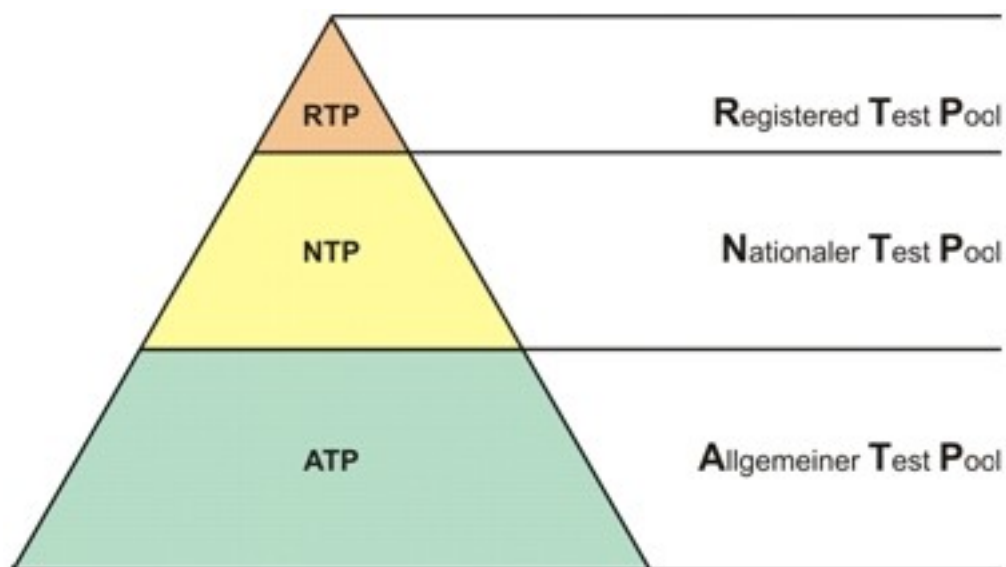 RTP Registered Test Pool
NTP Nationaler Test Pool
ATP Allgemeiner Test Pool